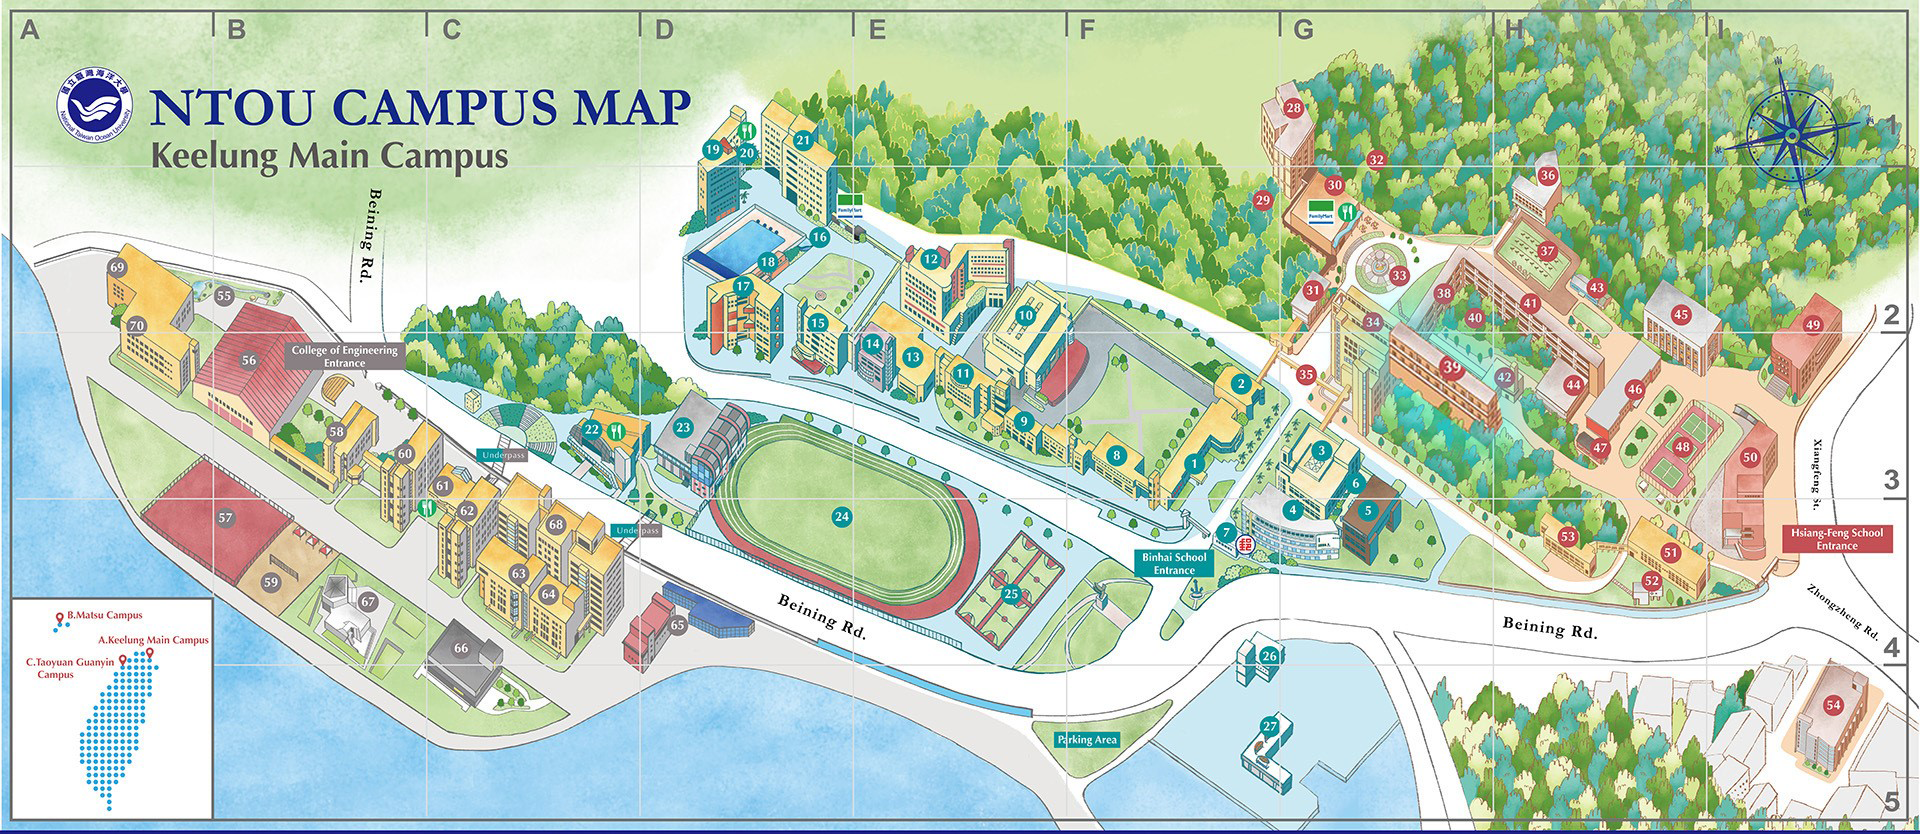 A
B
C
D
E
F
G
H
I
國立臺灣海洋大學
National Taiwan Ocean University
NTOU CAMPUS MAP
Keelung Main Campus
1
2
3
4
5
Beining Rd.
28
32
19
20
21
36
30
29
FamilyMart
FamilyMart
16
37
12
18
33
69
55
17
31
38
43
41
70
15
10
34
40
45
49
56
College of Engineering
Entrance
14
13
11
2
35
39
42
44
46
58
22
23
9
3
47
48
60
Underpass
8
1
50
Xiangfeng St.
61
6
57
62
68
Underpass
24
4
5
7
郵
53
51
Hsiang-Feng School
Entrance
Binhai School
Entrance
59
63
64
67
25
52
65
Beining Rd.
Beining Rd.
Zhongzheng Rd.
66
26
54
27
Parking Area
B.Matsu Campus
A.Keelung Main Campus
C.Taoyuan Guanyin
Campus